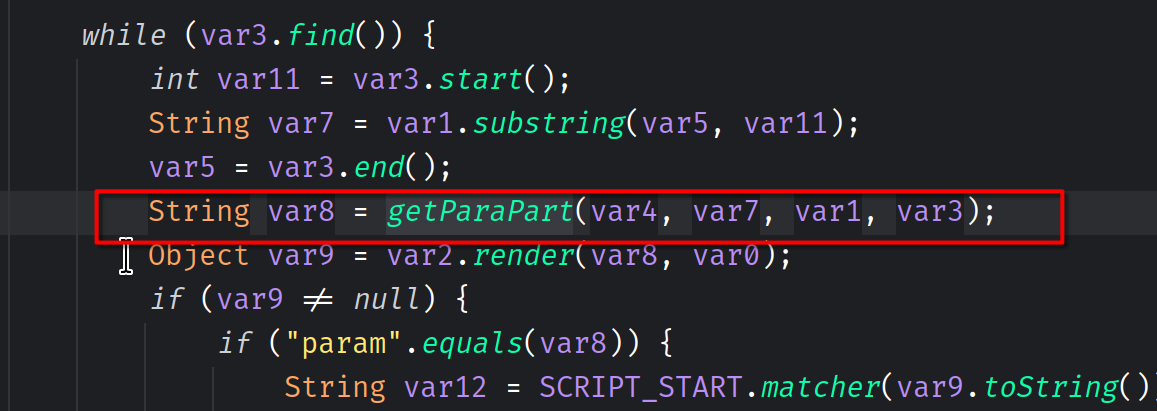 while (var3.find()) {
int var11 = var3.start();
String var7 = var1.substring(var5, var11);
var5 = var3.end();
String var8 = getParaPart(var4, var7, var1, var3);
Object var9 = var2.render(var8, var0);
if (var9 ≠ null) {
if ("param".equals(var8)) {
String var12 = SCRIPT_START.matcher(var9.toString()